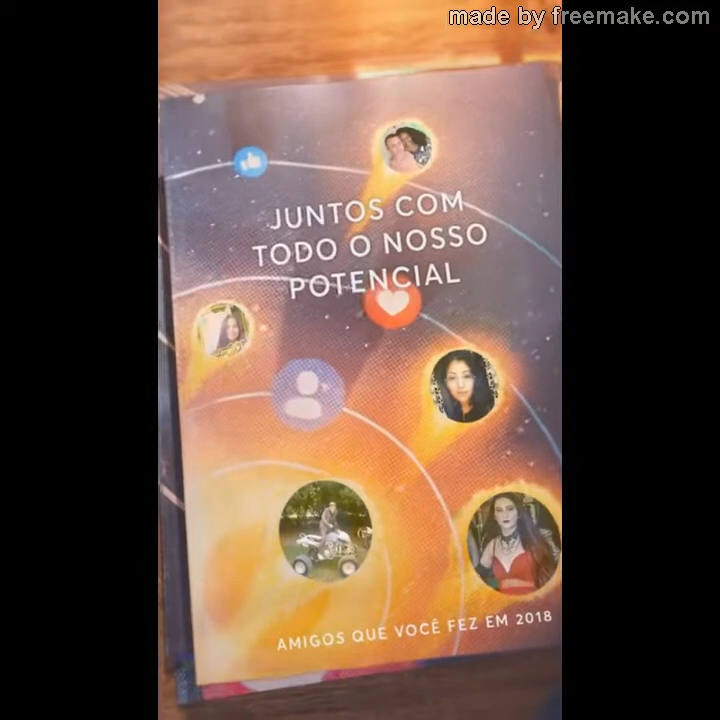 made by freemake.com
JUNTOS COM
TODO O NOSSO
POTENCIAL
AMIGOS QUE VOCÊ FEZ EM 2018